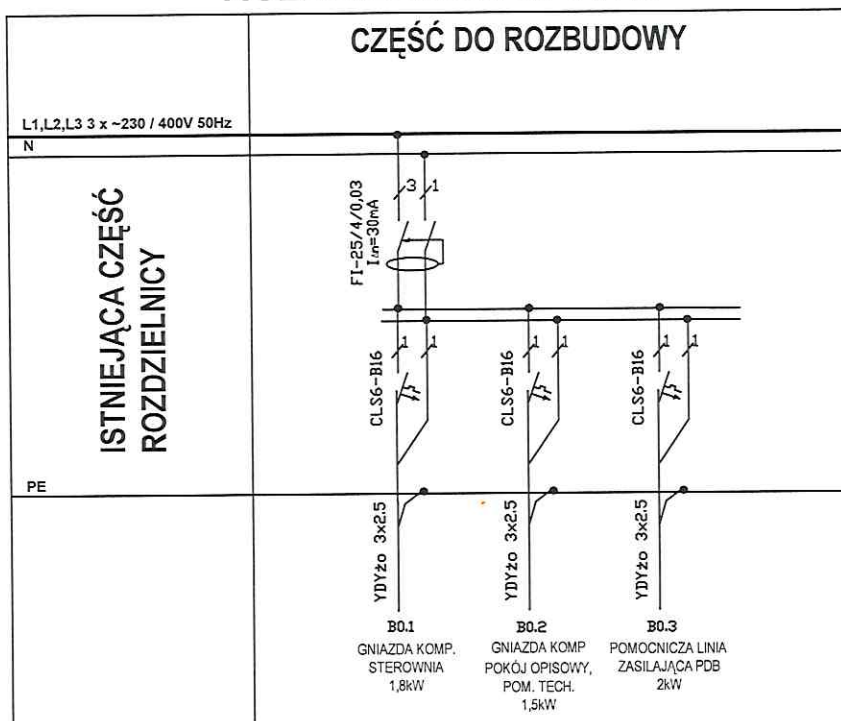 CZĘŚĆ DO ROZBUDOWY
L1,L2,L3 3 x ~230 / 400V 50Hz
N
ISTNIEJĄCA CZĘŚĆ
ROZDZIELNICY
3
1
FI-25/4/0,03
I∆n=30mA
1
1
1
1
1
1
CLS6-B16
CLS6-B16
CLS6-B16
PE
YDYżo 3x2.5
YDYżo 3x2.5
YDYżo 3x2.5
B0.1
GNIAZDA KOMP.
STEROWNIA
1,8kW
B0.2
GNIAZDA KOMP
POKÓJ OPISOWY,
POM. TECH.
1,5kW
B0.3
POMOCNICZA LINIA
ZASILAJĄCA PDB
2kW